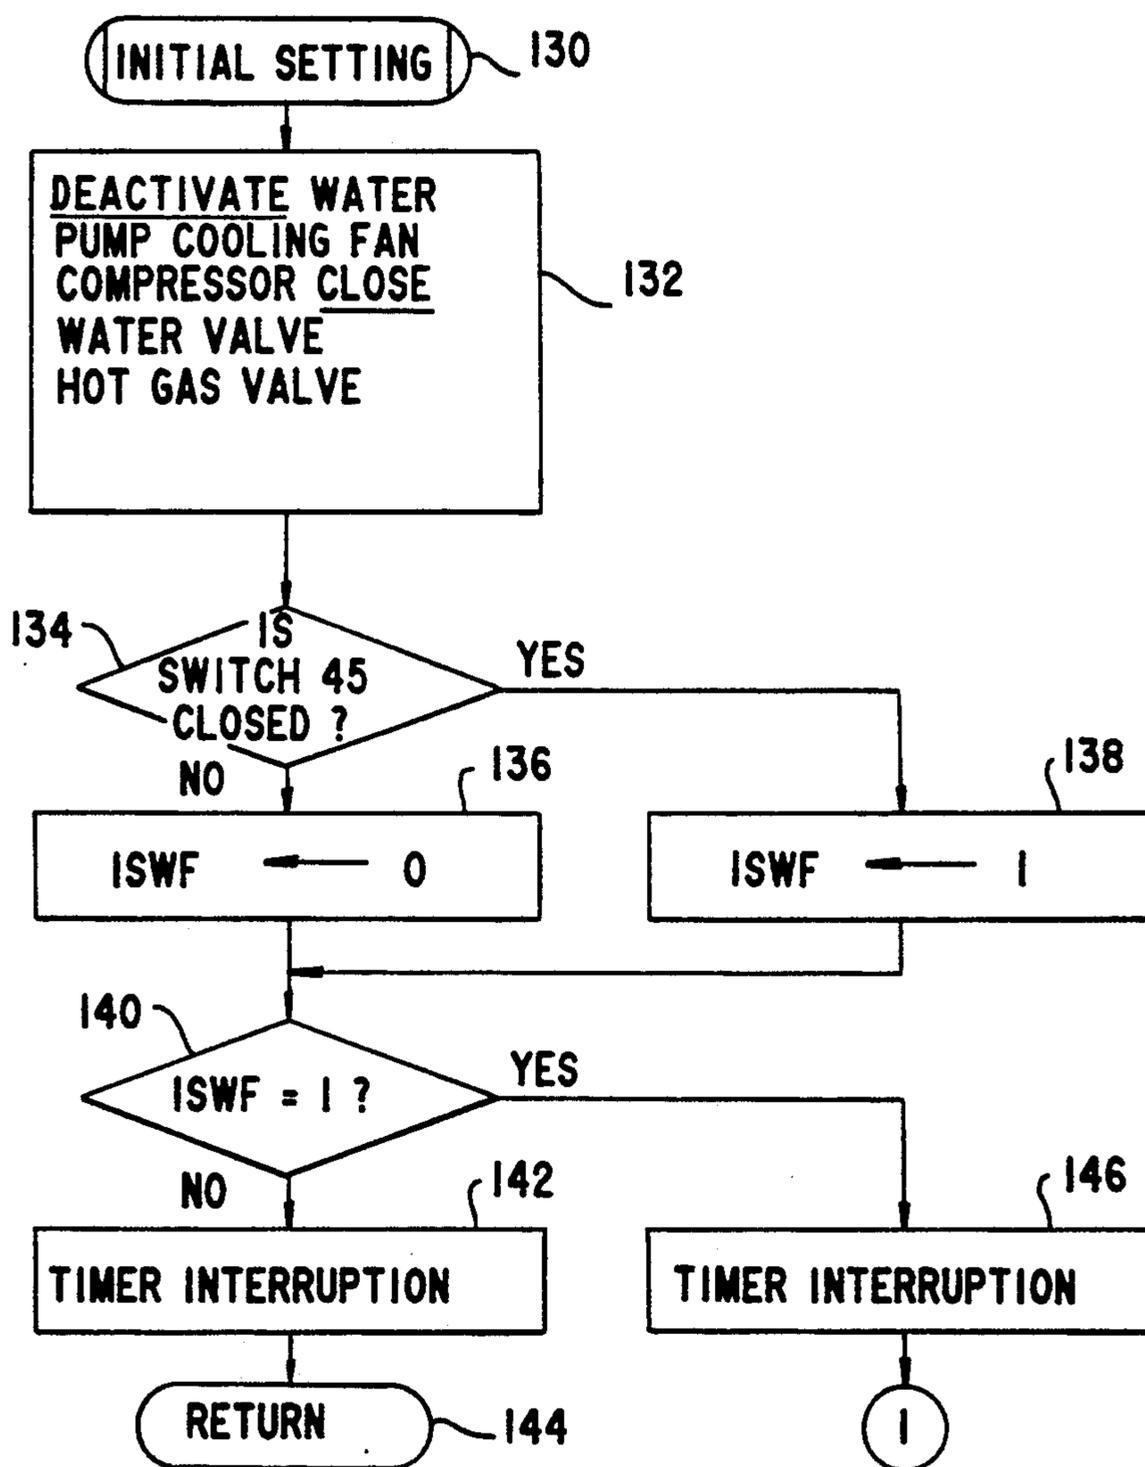 INITIAL SETTING
130
DEACTIVATE WATER
PUMP COOLING FAN
COMPRESSOR CLOSE
WATER VALVE
HOT GAS VALVE
132
134
IS
SWITCH 45
CLOSED ?
YES
NO
136
138
ISWF ← 0
ISWF ← 1
140
ISWF = 1 ?
YES
NO
142
146
TIMER INTERRUPTION
TIMER INTERRUPTION
RETURN
144
1